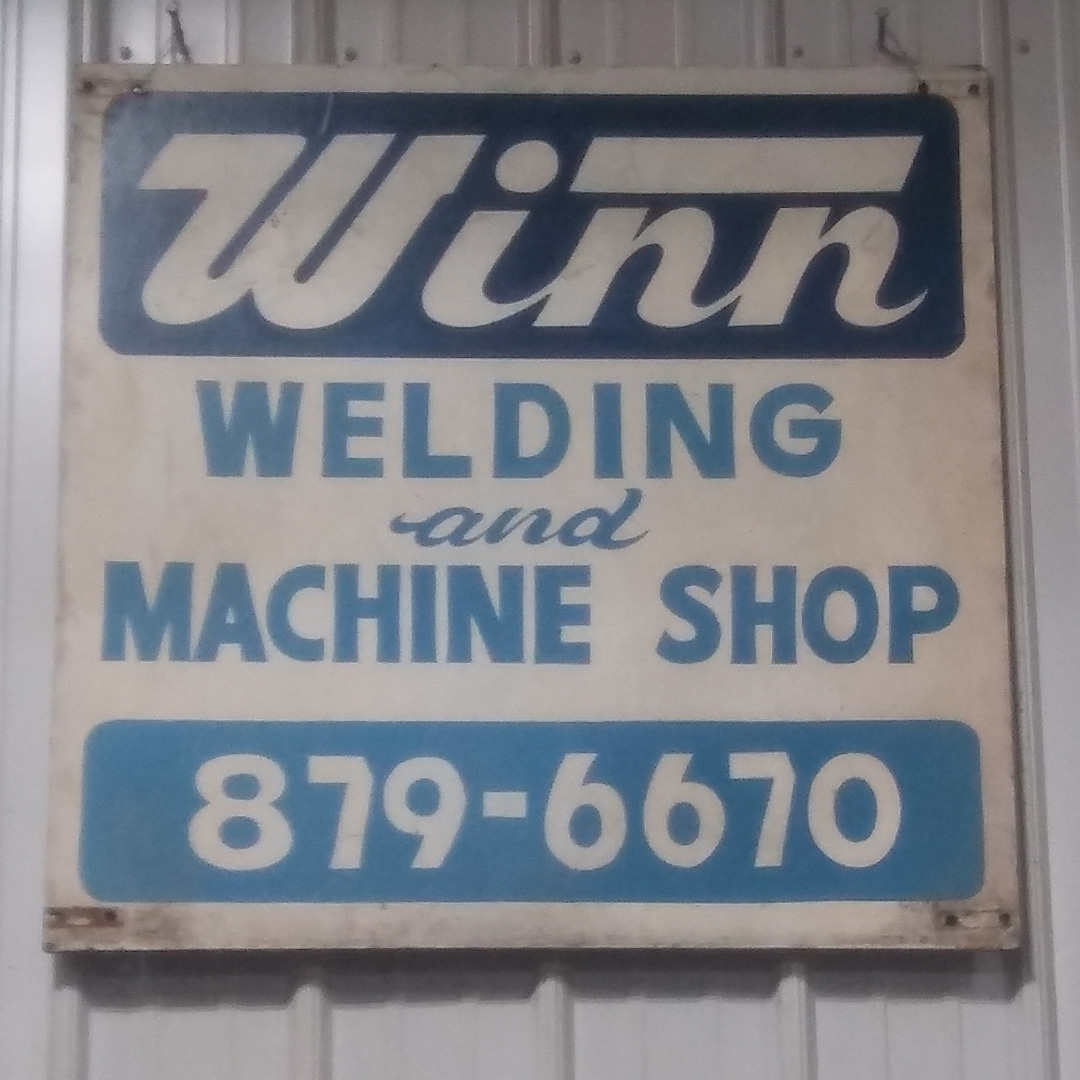 Winn
WELDING
and
MACHINE SHOP
879-6670